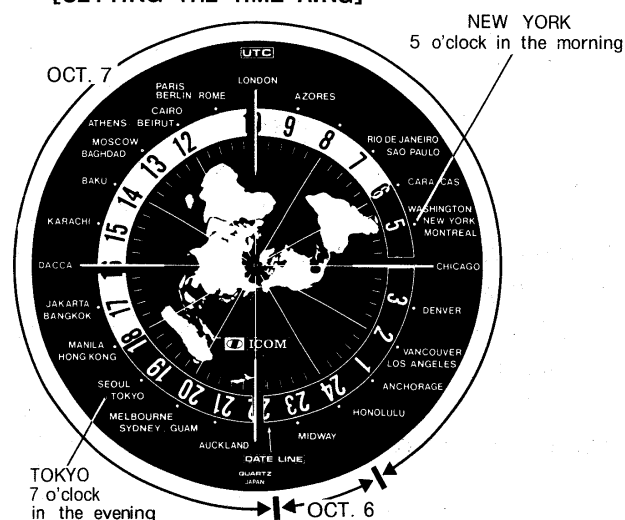 [SETTING THE TIME RING]
NEW YORK
5 o'clock in the morning
OCT. 7
UTC
LONDON
AZORES
RIO DE JANEIRO
SAO PAULO
CARACAS
WASHINGTON
NEW YORK
MONTREAL
CHICAGO
DENVER
VANCOUVER
LOS ANGELES
ANCHORAGE
HONOLULU
MIDWAY
DATE LINE
QUARTZ
JAPAN
AUCKLAND
MELBOURNE
SYDNEY . GUAM
SEOUL
TOKYO
MANILA
HONG KONG
JAKARTA
BANGKOK
DACCA
KARACHI
BAKU
MOSCOW
BAGHDAD
CAIRO
ATHENS BEIRUT
PARIS
BERLIN ROME
10
9
8
7
6
5
3
2
1
24
23
22
21
20
19
18
17
16
15
14
13
12
ICOM
TOKYO
7 o'clock
in the evening
OCT. 6